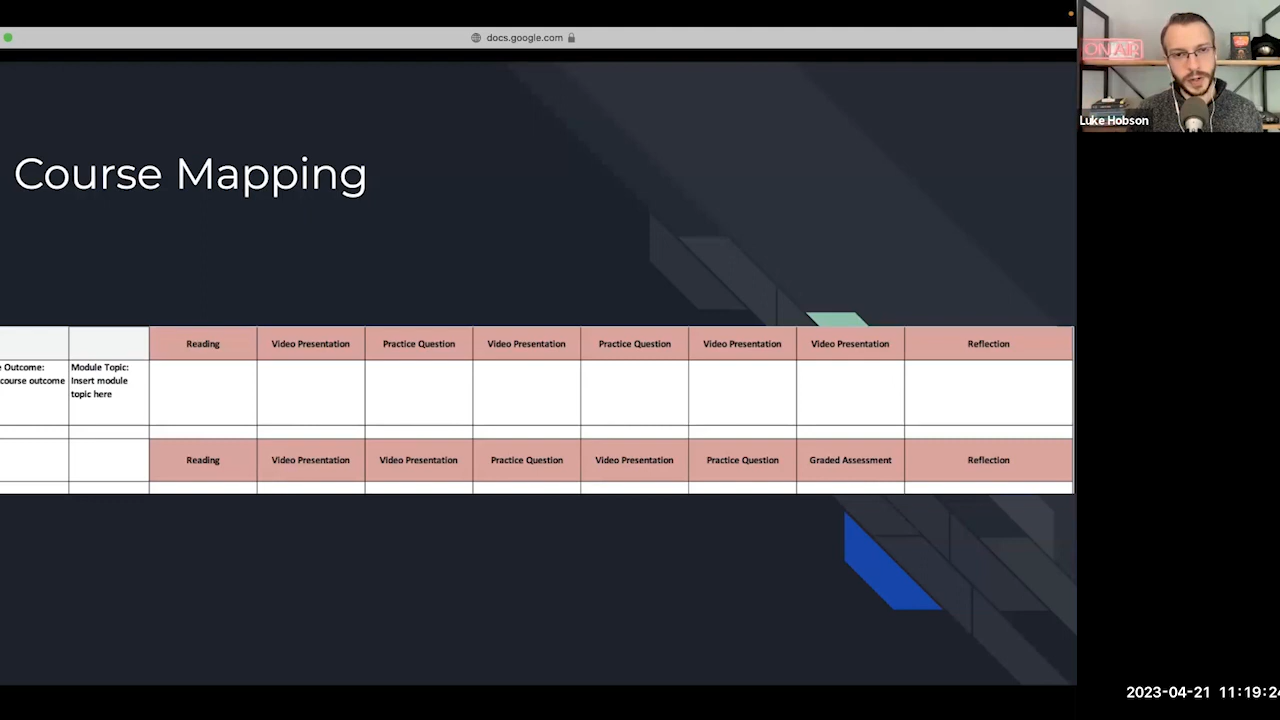 docs.google.com
ON AIR
Luke Hobson
Course Mapping
Reading Video Presentation Practice Question Video Presentation Practice Question Video Presentation Video Presentation Reflection
Outcome: Module Topic:
course outcome Insert module
topic here
Reading Video Presentation Video Presentation Practice Question Video Presentation Practice Question Graded Assessment Reflection
2023-04-21 11:19:24